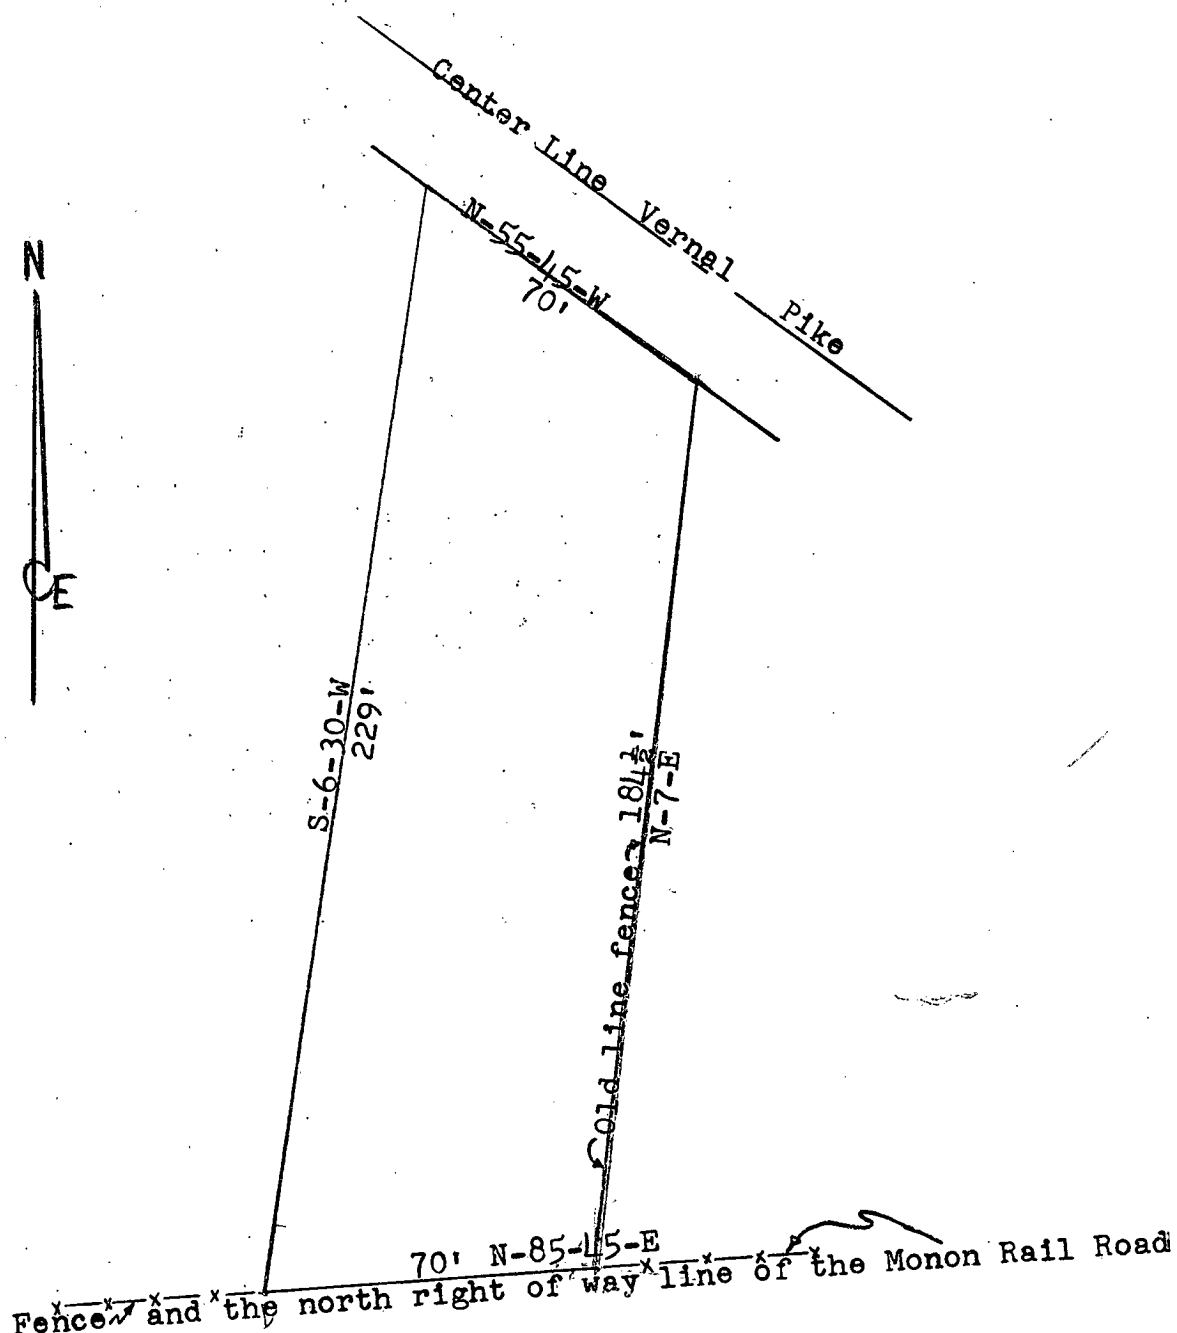 Center Line Vernal Pike
N-55-45-W
70'
N
E
S-6-30-W
229'
Old line fence 184½'
N-7-E
70' N-85-45-E
Fence and the north right of way line of the Monon Rail Road